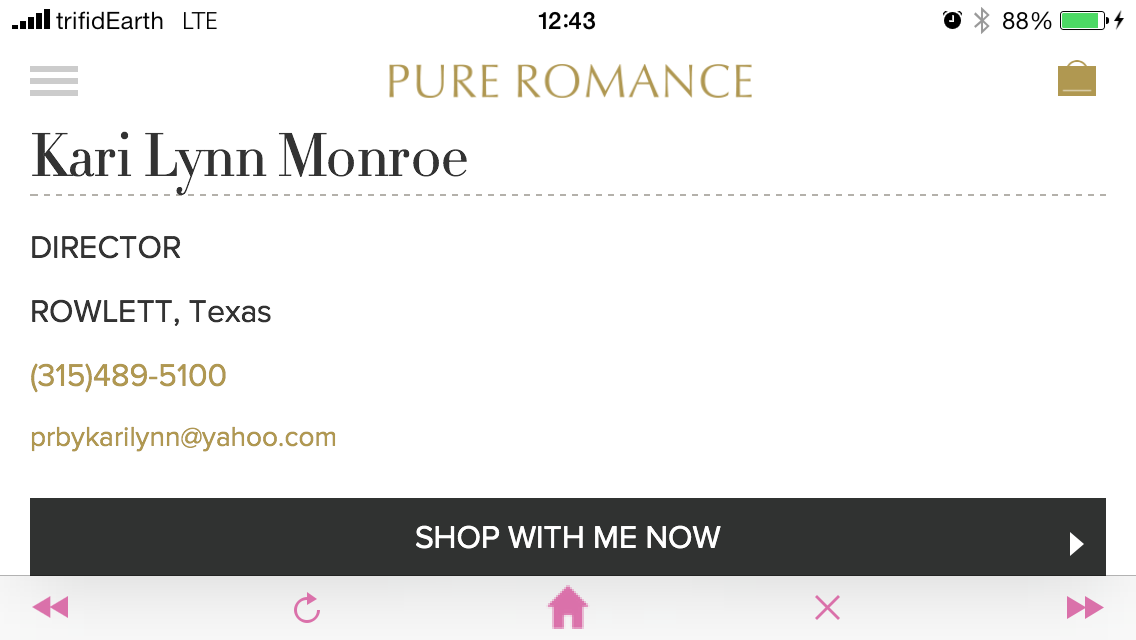 trifidEarth LTE 12:43 88%
PURE ROMANCE
Kari Lynn Monroe
DIRECTOR
ROWLETT, Texas
(315)489-5100
prbykarilynn@yahoo.com
SHOP WITH ME NOW